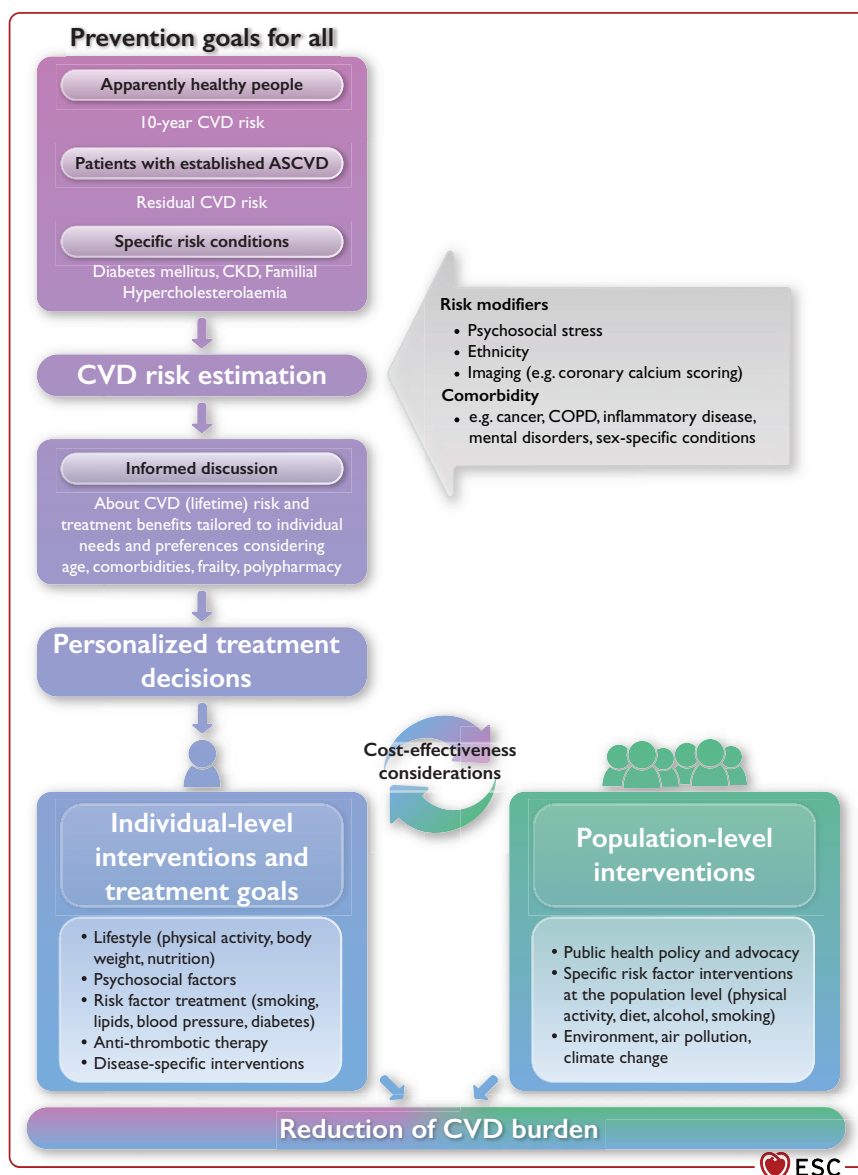 Prevention goals for all
Apparently healthy people
10-year CVD risk
Patients with established ASCVD
Residual CVD risk
Specific risk conditions
Diabetes mellitus, CKD, Familial
Hypercholesterolaemia
Risk modifiers
• Psychosocial stress
• Ethnicity
• Imaging (e.g. coronary calcium scoring)
Comorbidity
• e.g. cancer, COPD, inflammatory disease,
mental disorders, sex-specific conditions
CVD risk estimation
Informed discussion
About CVD (lifetime) risk and
treatment benefits tailored to individual
needs and preferences considering
age, comorbidities, frailty, polypharmacy
Personalized treatment
decisions
Cost-effectiveness
considerations
Individual-level
interventions and
treatment goals
• Lifestyle (physical activity, body
weight, nutrition)
• Psychosocial factors
• Risk factor treatment (smoking,
lipids, blood pressure, diabetes)
• Anti-thrombotic therapy
• Disease-specific interventions
Population-level
interventions
• Public health policy and advocacy
• Specific risk factor interventions
at the population level (physical
activity, diet, alcohol, smoking)
• Environment, air pollution,
climate change
Reduction of CVD burden
ESC